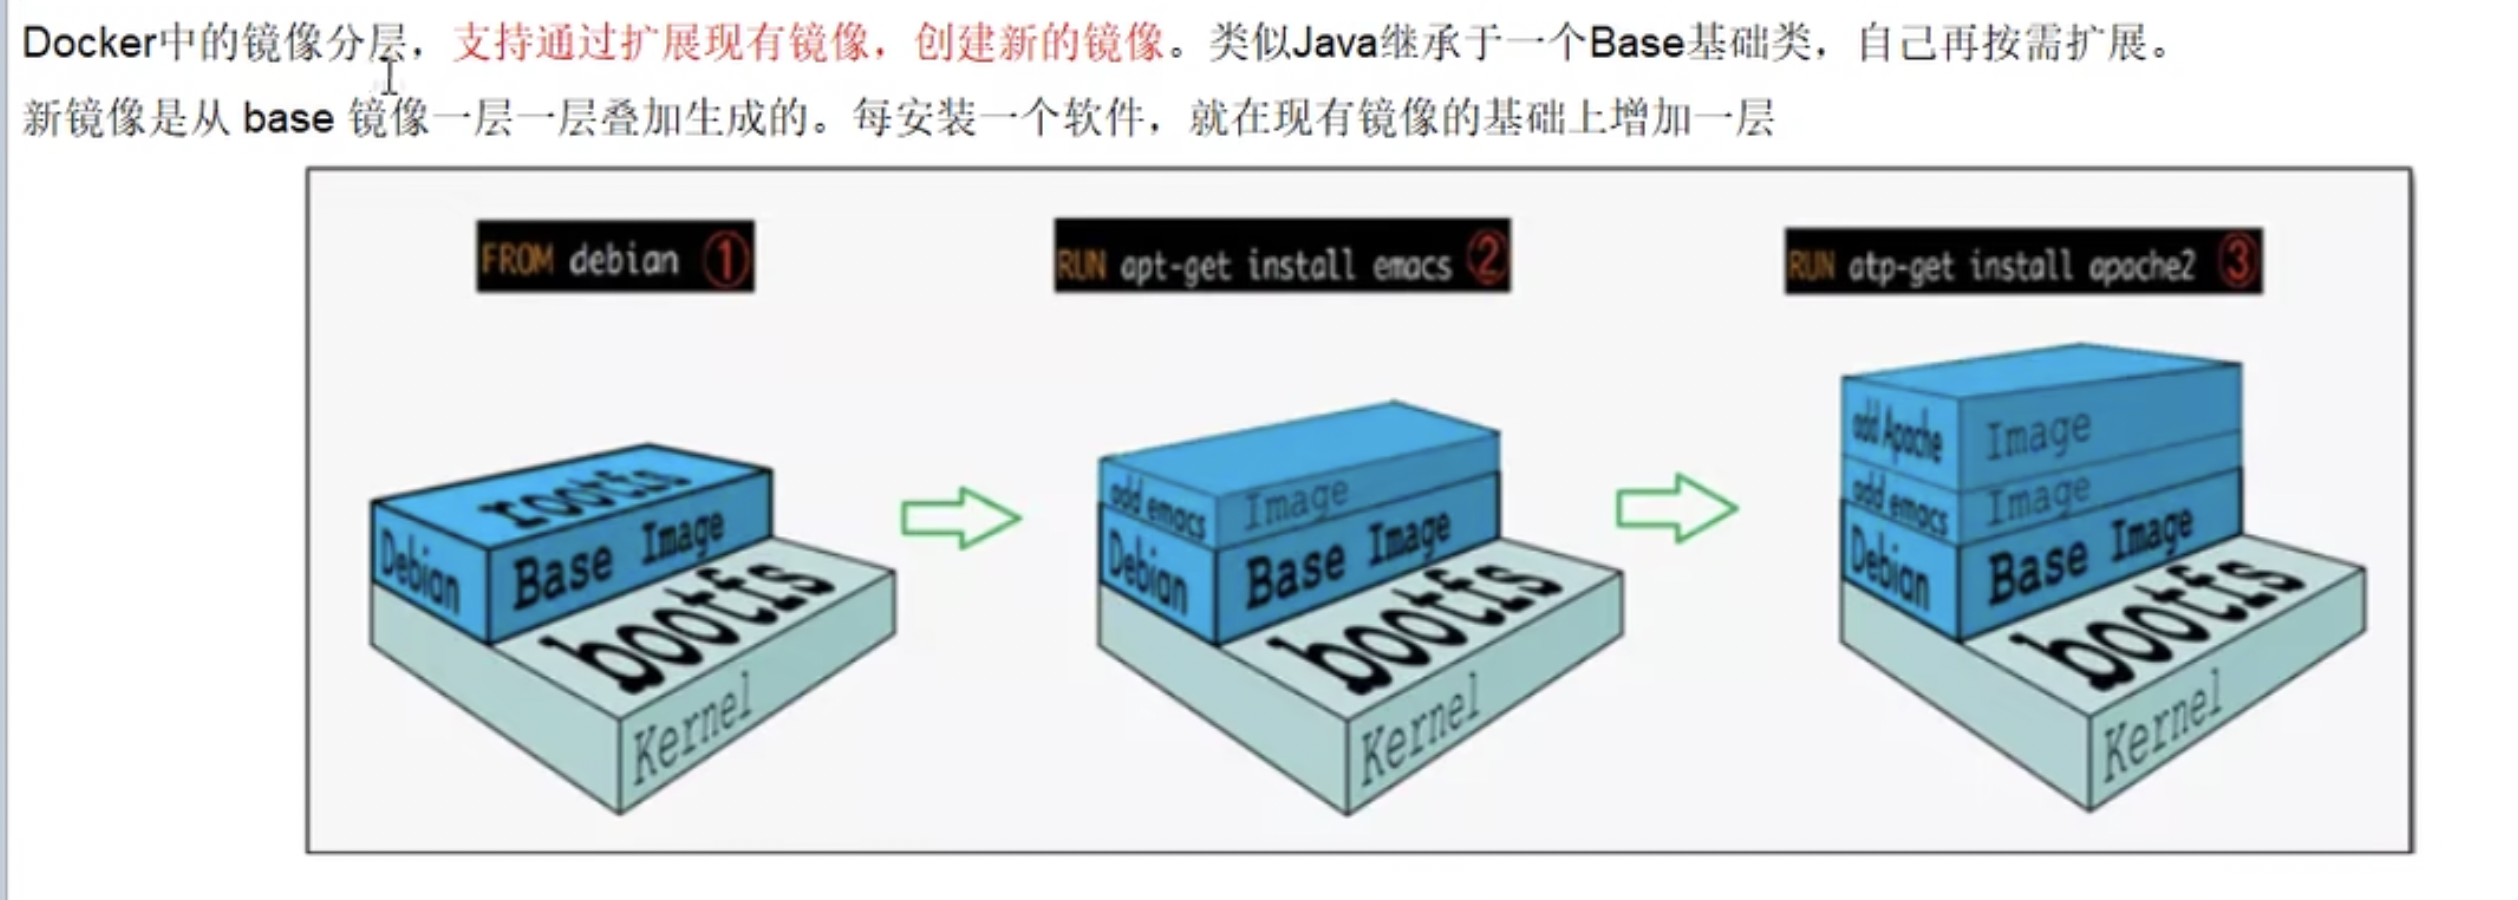 Docker中的镜像分层，支持通过扩展现有镜像，创建新的镜像。类似Java继承于一个Base基础类，自己再按需扩展。
新镜像是从 base 镜像一层一层叠加生成的。每安装一个软件，就在现有镜像的基础上增加一层
FROM debian ①
RUN apt-get install emacs ②
RUN atp-get install apache2 ③
rootfs
Debian Base Image
bootfs
Kernel
add emacs Image
Debian Base Image
bootfs
Kernel
add Apache Image
add emacs Image
Debian Base Image
bootfs
Kernel